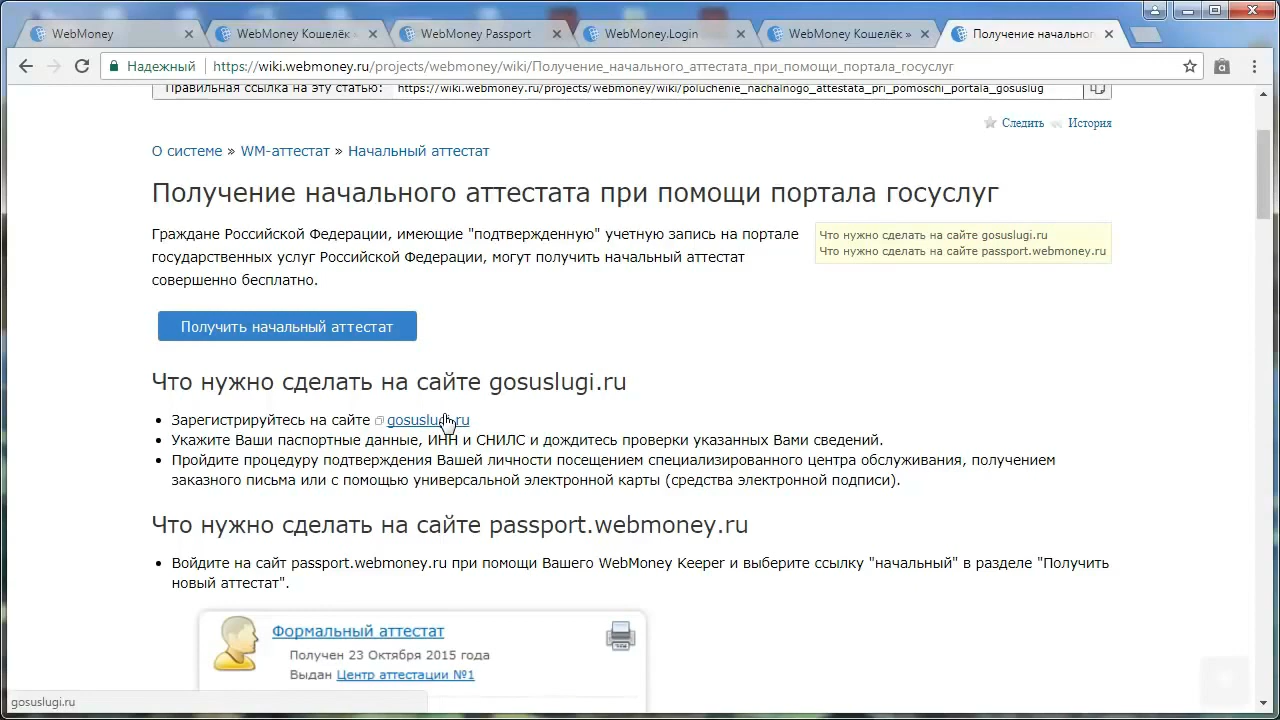 WebMoney
WebMoney Кошелёк
WebMoney Passport
WebMoney.Login
WebMoney Кошелёк »
Получение начально
Надежный
https://wiki.webmoney.ru/projects/webmoney/wiki/Получение_начального_аттестата_при_помощи_портала_госуслуг
Правильная ссылка на эту статью:
https://wiki.webmoney.ru/projects/webmoney/wiki/poluchenie_nachalnogo_attestata_pri_pomoschi_portala_gosuslug
Следить
История
О системе » WM-аттестат » Начальный аттестат
Получение начального аттестата при помощи портала госуслуг
Граждане Российской Федерации, имеющие "подтвержденную" учетную запись на портале
государственных услуг Российской Федерации, могут получить начальный аттестат
совершенно бесплатно.
Что нужно сделать на сайте gosuslugi.ru
Что нужно сделать на сайте passport.webmoney.ru
Получить начальный аттестат
Что нужно сделать на сайте gosuslugi.ru
Зарегистрируйтесь на сайте gosuslugi.ru
Укажите Ваши паспортные данные, ИНН и СНИЛС и дождитесь проверки указанных Вами сведений.
Пройдите процедуру подтверждения Вашей личности посещением специализированного центра обслуживания, получением
заказного письма или с помощью универсальной электронной карты (средства электронной подписи).
Что нужно сделать на сайте passport.webmoney.ru
Войдите на сайт passport.webmoney.ru при помощи Вашего WebMoney Keeper и выберите ссылку "начальный" в разделе "Получить
новый аттестат".
Формальный аттестат
Получен 23 Октября 2015 года
Выдан Центр аттестации №1
gosuslugi.ru